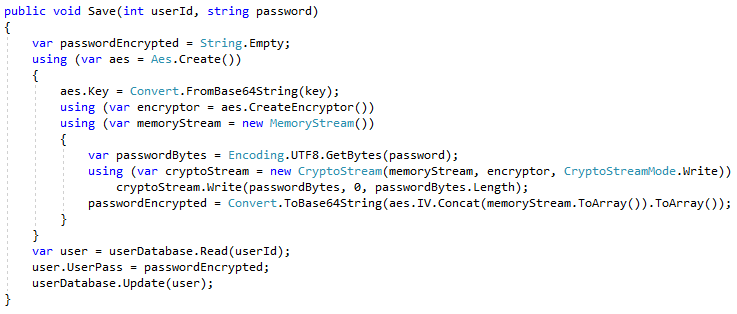 public void Save(int userId, string password)
{
    var passwordEncrypted = String.Empty;
    using (var aes = Aes.Create())
    {
        aes.Key = Convert.FromBase64String(key);
        using (var encryptor = aes.CreateEncryptor())
        using (var memoryStream = new MemoryStream())
        {
            var passwordBytes = Encoding.UTF8.GetBytes(password);
            using (var cryptoStream = new CryptoStream(memoryStream, encryptor, CryptoStreamMode.Write))
                cryptoStream.Write(passwordBytes, 0, passwordBytes.Length);
            passwordEncrypted = Convert.ToBase64String(aes.IV.Concat(memoryStream.ToArray()).ToArray());
        }
    }
    var user = userDatabase.Read(userId);
    user.UserPass = passwordEncrypted;
    userDatabase.Update(user);
}